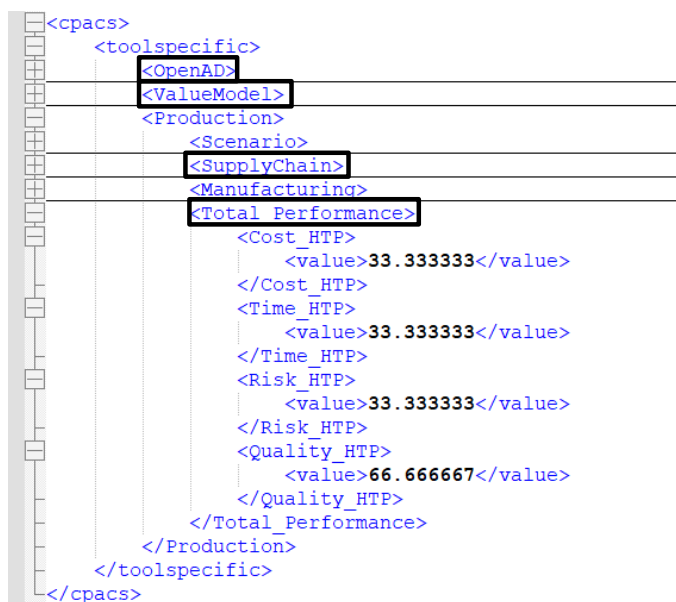 <cpacs>
<toolspecific>
<OpenAD>
<ValueModel>
<Production>
<Scenario>
<SupplyChain>
<Manufacturing>
<Total_Performance>
<Cost_HTP>
<value>33.333333</value>
</Cost_HTP>
<Time_HTP>
<value>33.333333</value>
</Time_HTP>
<Risk_HTP>
<value>33.333333</value>
</Risk_HTP>
<Quality_HTP>
<value>66.666667</value>
</Quality_HTP>
</Total_Performance>
</Production>
</toolspecific>
</cpacs>